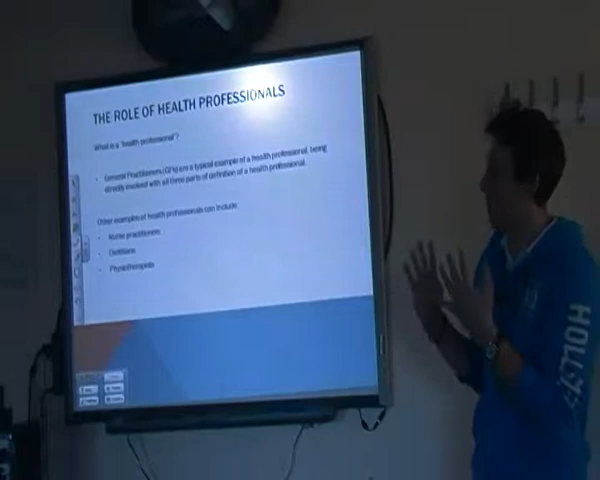 THE ROLE OF HEALTH PROFESSIONALS
What is a "health professional"?
General Practitioners (GPs) are a typical example of a health professional, being
directly involved with all three parts of definition of a health professional.
Other examples of health professionals can include:
Nurse practitioners
Dietitians
Physiotherapists